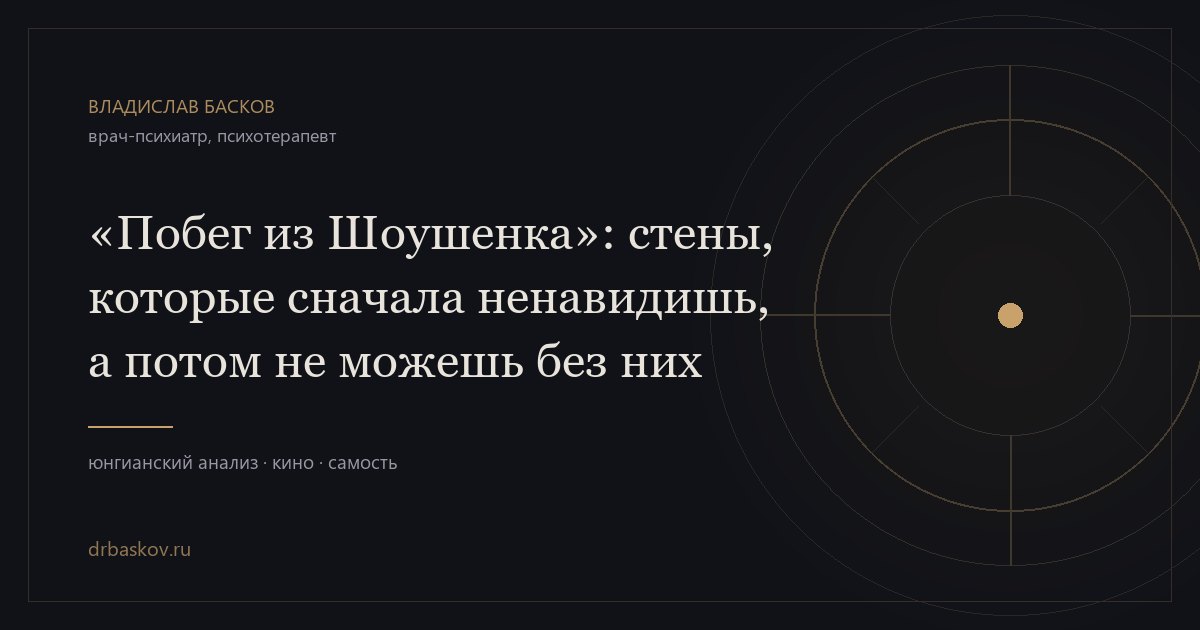 ВЛАДИСЛАВ БАСКОВ
врач-психиатр, психотерапевт
«Побег из Шоушенка»: стены,
которые сначала ненавидишь,
а потом не можешь без них
юнгианский анализ · кино · самость
drbaskov.ru